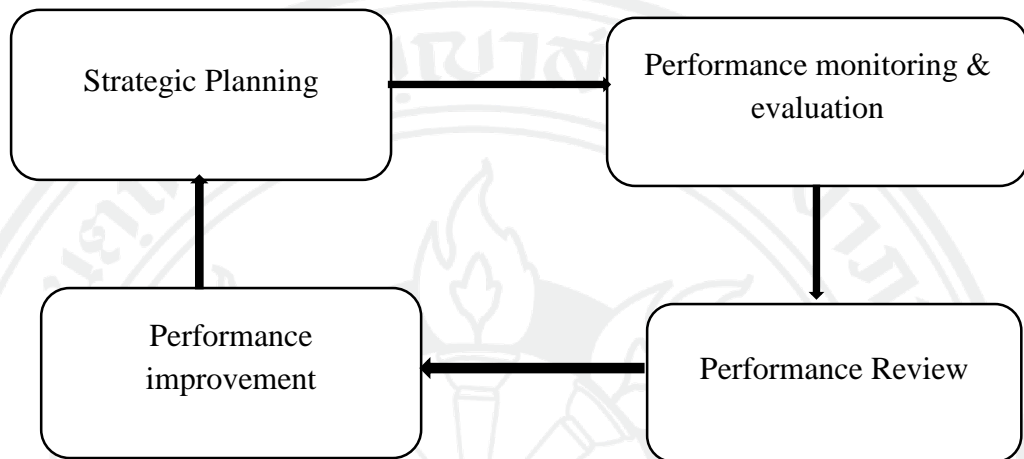 Strategic Planning
Performance monitoring &
evaluation
Performance
improvement
Performance Review